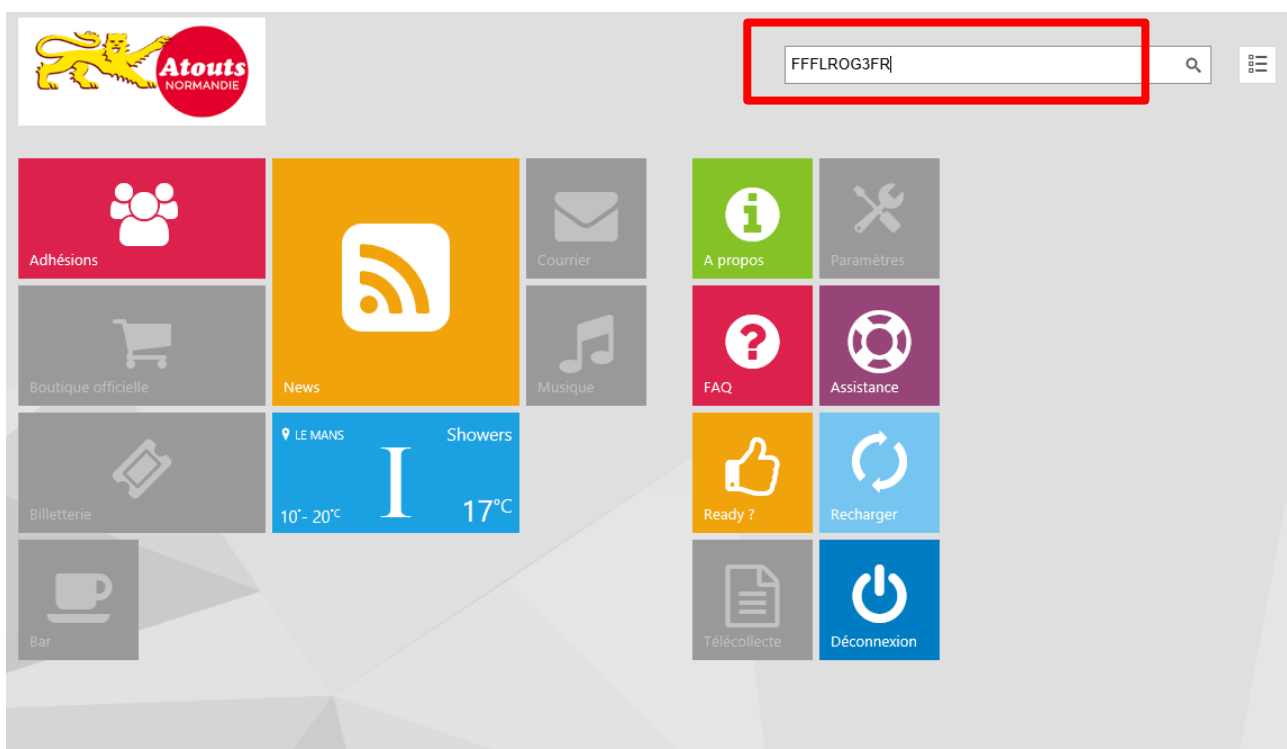 Atouts
NORMANDIE
FFFLROG3FR
Adhésions
News
Courrier
A propos
Paramètres
Boutique officielle
Musique
FAQ
Assistance
Billetterie
LE MANS
Showers
10°- 20°C
17°C
Ready ?
Recharger
Bar
Télécollecte
Déconnexion